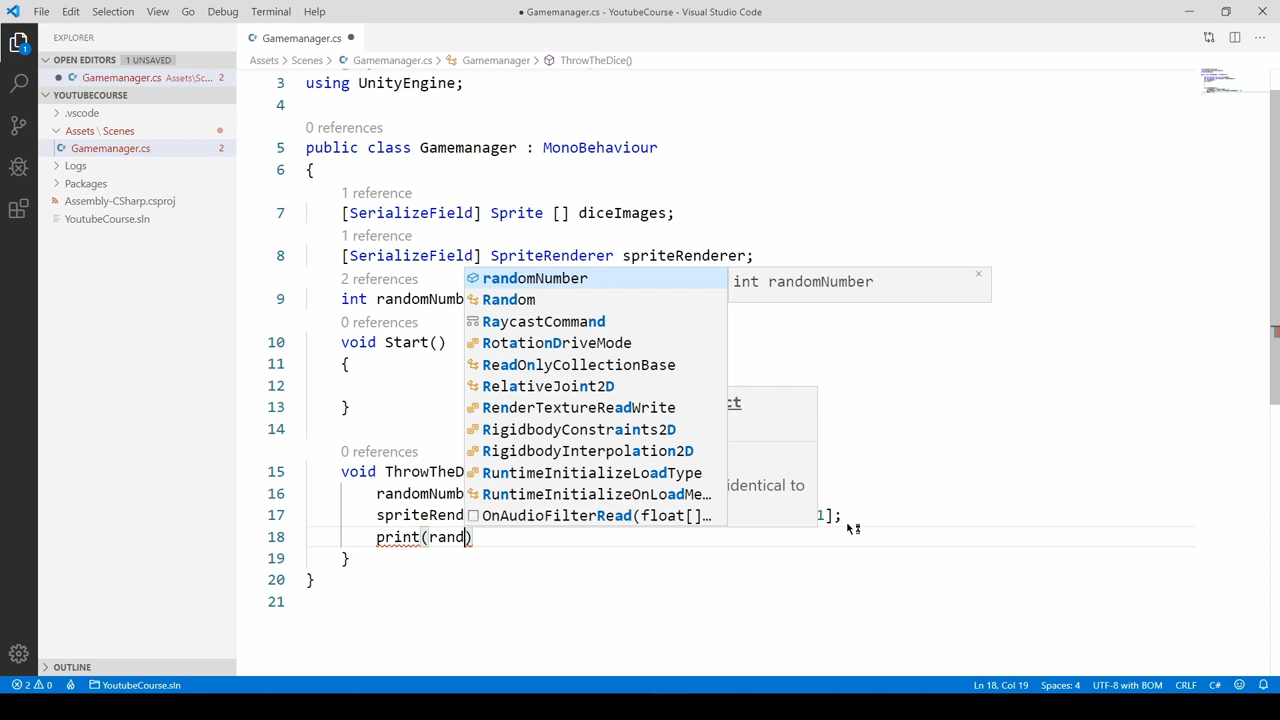 File Edit Selection View Go Debug Terminal Help
● Gamemanager.cs - YoutubeCourse - Visual Studio Code
EXPLORER
OPEN EDITORS 1 UNSAVED
Gamemanager.cs Assets\Sc... 2
YOUTUBECOURSE
.vscode
Assets \ Scenes
Gamemanager.cs 2
Logs
Packages
Assembly-CSharp.csproj
YoutubeCourse.sln
OUTLINE
1
Gamemanager.cs ●
Assets > Scenes > Gamemanager.cs > Gamemanager > ThrowTheDice()
3 using UnityEngine;
4
0 references
5 public class Gamemanager : MonoBehaviour
6 {
1 reference
7 [SerializeField] Sprite [] diceImages;
1 reference
8 [SerializeField] SpriteRenderer spriteRenderer;
2 references
9 int randomNumb
0 references
10 void Start()
11 {
12
13 }
14
0 references
15 void ThrowTheD
16 randomNumb
17 spriteRend 1];
18 print(rand)
19 }
20 }
21
randomNumber
Random
RaycastCommand
RotationDriveMode
ReadOnlyCollectionBase
RelativeJoint2D
RenderTextureReadWrite
RigidbodyConstraints2D
RigidbodyInterpolation2D
RuntimeInitializeLoadType
RuntimeInitializeOnLoadMe...
OnAudioFilterRead(float[]...
int randomNumber
ct
identical to
2 0 YoutubeCourse.sln
Ln 18, Col 19 Spaces: 4 UTF-8 with BOM CRLF C#